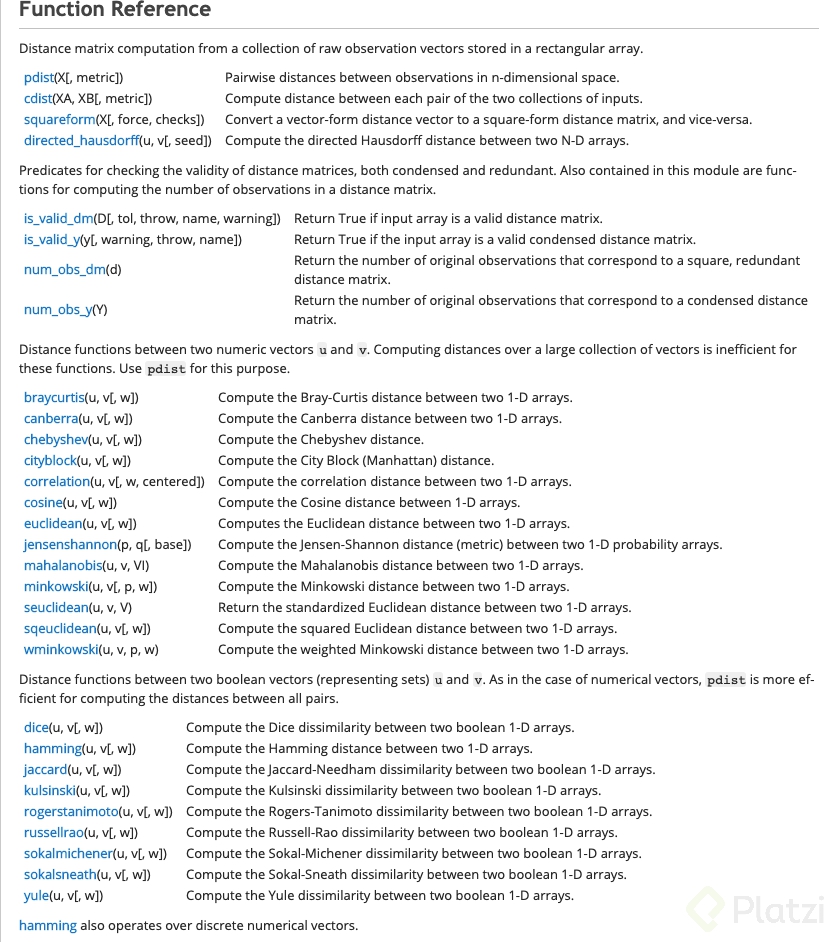 Function Reference
Distance matrix computation from a collection of raw observation vectors stored in a rectangular array.
pdist(X[, metric]) Pairwise distances between observations in n-dimensional space.
cdist(XA, XB[, metric]) Compute distance between each pair of the two collections of inputs.
squareform(X[, force, checks]) Convert a vector-form distance vector to a square-form distance matrix, and vice-versa.
directed_hausdorff(u, v[, seed]) Compute the directed Hausdorff distance between two N-D arrays.
Predicates for checking the validity of distance matrices, both condensed and redundant. Also contained in this module are func-
tions for computing the number of observations in a distance matrix.
is_valid_dm(D[, tol, throw, name, warning]) Return True if input array is a valid distance matrix.
is_valid_y(y[, warning, throw, name]) Return True if the input array is a valid condensed distance matrix.
num_obs_dm(d) Return the number of original observations that correspond to a square, redundant
distance matrix.
num_obs_y(Y) Return the number of original observations that correspond to a condensed distance
matrix.
Distance functions between two numeric vectors u and v. Computing distances over a large collection of vectors is inefficient for
these functions. Use pdist for this purpose.
braycurtis(u, v[, w]) Compute the Bray-Curtis distance between two 1-D arrays.
canberra(u, v[, w]) Compute the Canberra distance between two 1-D arrays.
chebyshev(u, v[, w]) Compute the Chebyshev distance.
cityblock(u, v[, w]) Compute the City Block (Manhattan) distance.
correlation(u, v[, w, centered]) Compute the correlation distance between two 1-D arrays.
cosine(u, v[, w]) Compute the Cosine distance between 1-D arrays.
euclidean(u, v[, w]) Computes the Euclidean distance between two 1-D arrays.
jensenshannon(p, q[, base]) Compute the Jensen-Shannon distance (metric) between two 1-D probability arrays.
mahalanobis(u, v, VI) Compute the Mahalanobis distance between two 1-D arrays.
minkowski(u, v[, p, w]) Compute the Minkowski distance between two 1-D arrays.
seuclidean(u, v, V) Return the standardized Euclidean distance between two 1-D arrays.
sqeuclidean(u, v[, w]) Compute the squared Euclidean distance between two 1-D arrays.
wminkowski(u, v, p, w) Compute the weighted Minkowski distance between two 1-D arrays.
Distance functions between two boolean vectors (representing sets) u and v. As in the case of numerical vectors, pdist is more ef-
ficient for computing the distances between all pairs.
dice(u, v[, w]) Compute the Dice dissimilarity between two boolean 1-D arrays.
hamming(u, v[, w]) Compute the Hamming distance between two 1-D arrays.
jaccard(u, v[, w]) Compute the Jaccard-Needham dissimilarity between two boolean 1-D arrays.
kulsinski(u, v[, w]) Compute the Kulsinski dissimilarity between two boolean 1-D arrays.
rogerstanimoto(u, v[, w]) Compute the Rogers-Tanimoto dissimilarity between two boolean 1-D arrays.
russellrao(u, v[, w]) Compute the Russell-Rao dissimilarity between two boolean 1-D arrays.
sokalmichener(u, v[, w]) Compute the Sokal-Michener dissimilarity between two boolean 1-D arrays.
sokalsneath(u, v[, w]) Compute the Sokal-Sneath dissimilarity between two boolean 1-D arrays.
yule(u, v[, w]) Compute the Yule dissimilarity between two boolean 1-D arrays.
Platzi
hamming also operates over discrete numerical vectors.